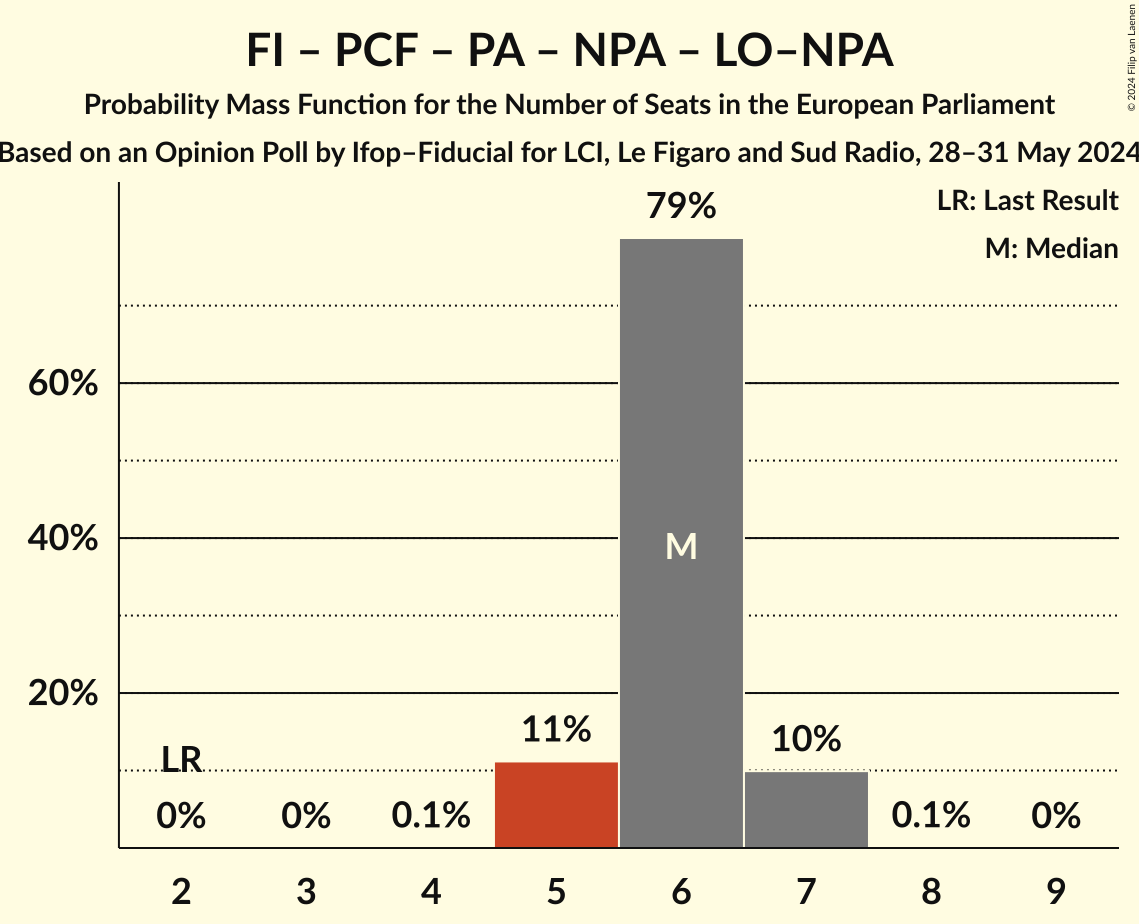 FI – PCF – PA – NPA – LO–NPA
Probability Mass Function for the Number of Seats in the European Parliament
Based on an Opinion Poll by Ifop–Fiducial for LCI, Le Figaro and Sud Radio, 28–31 May 2024
© 2024 Filip van Laenen
LR: Last Result
M: Median
79%
60%
40%
M
20%
11%
10%
LR
0%
0%
0.1%
0.1%
0%
2
3
4
5
6
7
8
9